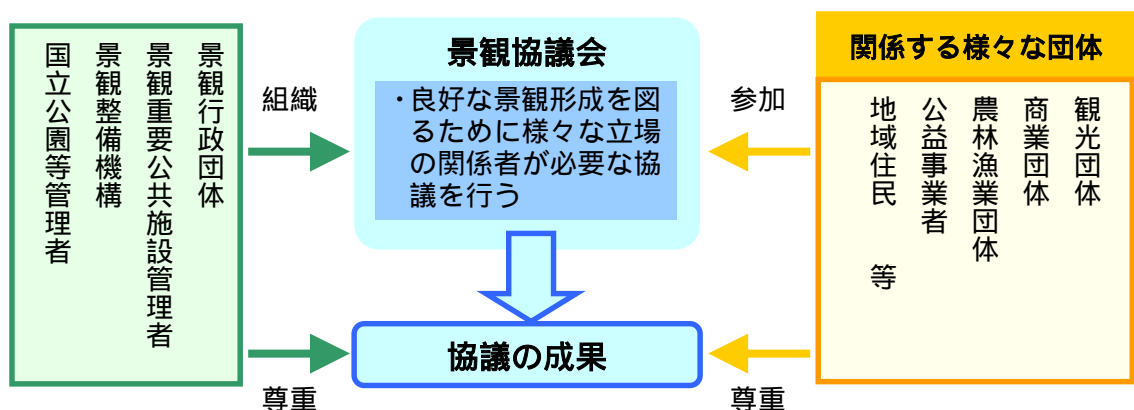 景観行政団体
景観重要公共施設管理者
景観整備機構
国立公園等管理者
組織
景観協議会
・良好な景観形成を図
るために様々な立場
の関係者が必要な協
議を行う
参加
関係する様々な団体
観光団体
商業団体
農林漁業団体
公益事業者
地域住民 等
尊重
協議の成果
尊重